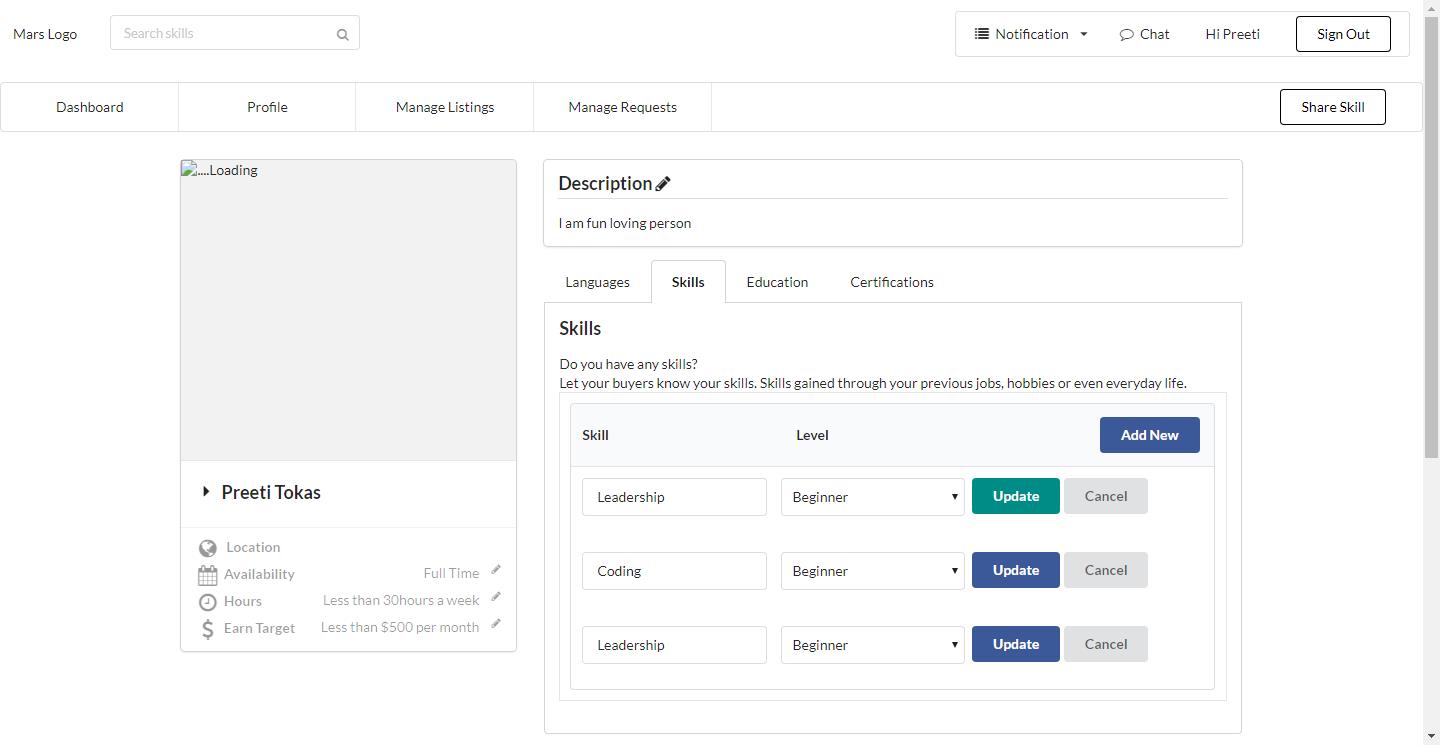 Mars Logo
Search skills
Notification
Chat
Hi Preeti
Sign Out
Dashboard
Profile
Manage Listings
Manage Requests
Share Skill
....Loading
Preeti Tokas
Location
Availability
Full Time
Hours
Less than 30hours a week
Earn Target
Less than $500 per month
Description
I am fun loving person
Languages
Skills
Education
Certifications
Skills
Do you have any skills?
Let your buyers know your skills. Skills gained through your previous jobs, hobbies or even everyday life.
Skill
Level
Add New
Leadership
Beginner
Update
Cancel
Coding
Beginner
Update
Cancel
Leadership
Beginner
Update
Cancel